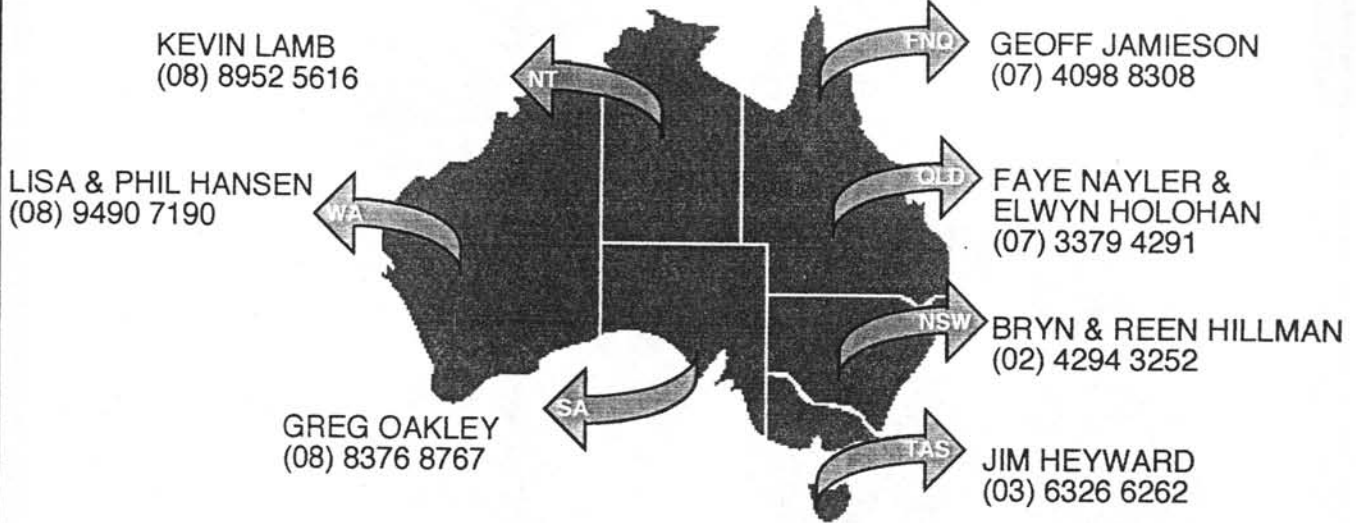 KEVIN LAMB
(08) 8952 5616
NT
FNQ
GEOFF JAMIESON
(07) 4098 8308
LISA & PHIL HANSEN
(08) 9490 7190
WA
QLD
FAYE NAYLER &
ELWYN HOLOHAN
(07) 3379 4291
NSW
BRYN & REEN HILLMAN
(02) 4294 3252
SA
GREG OAKLEY
(08) 8376 8767
TAS
JIM HEYWARD
(03) 6326 6262